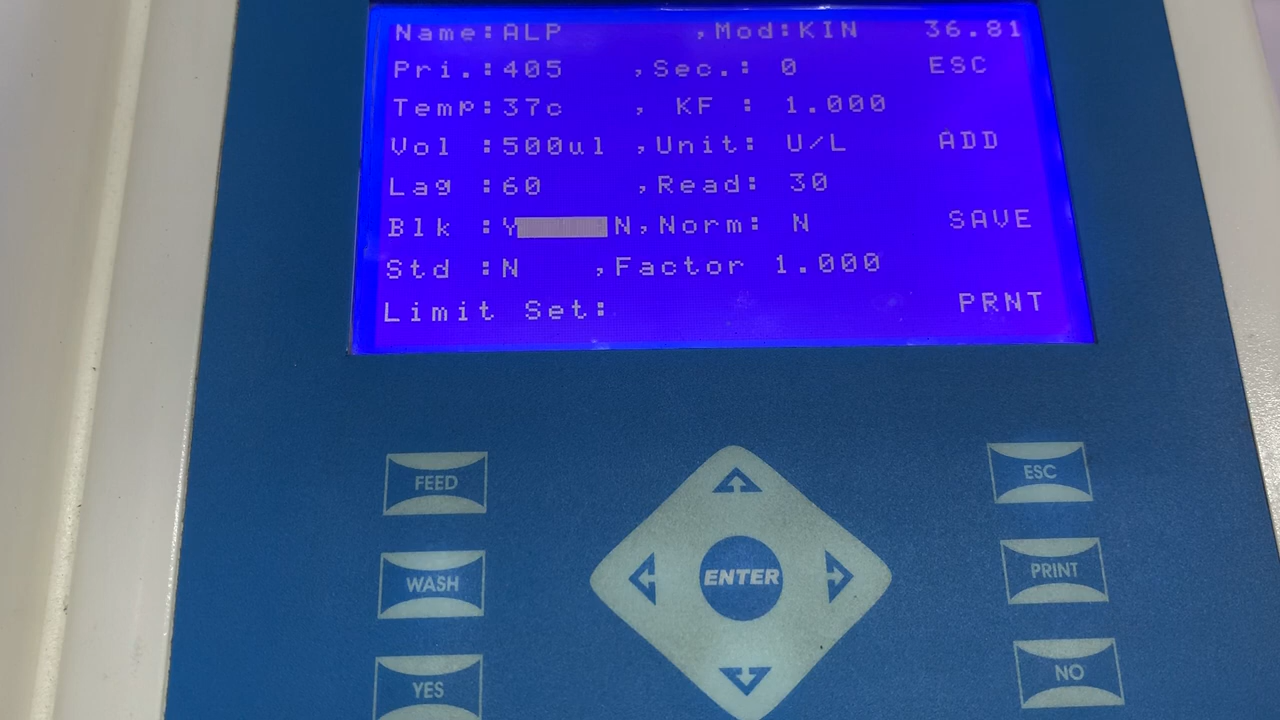 Name:ALP ,Mod:KIN 36.81
Pri.:405 ,Sec.: 0 ESC
Temp:37c , KF : 1.000
Vol :500ul ,Unit: U/L ADD
Lag :60 ,Read: 30
Blk :Y N,Norm: N SAVE
Std :N ,Factor 1.000
Limit Set: PRNT
FEED ESC
WASH ENTER PRINT
YES NO